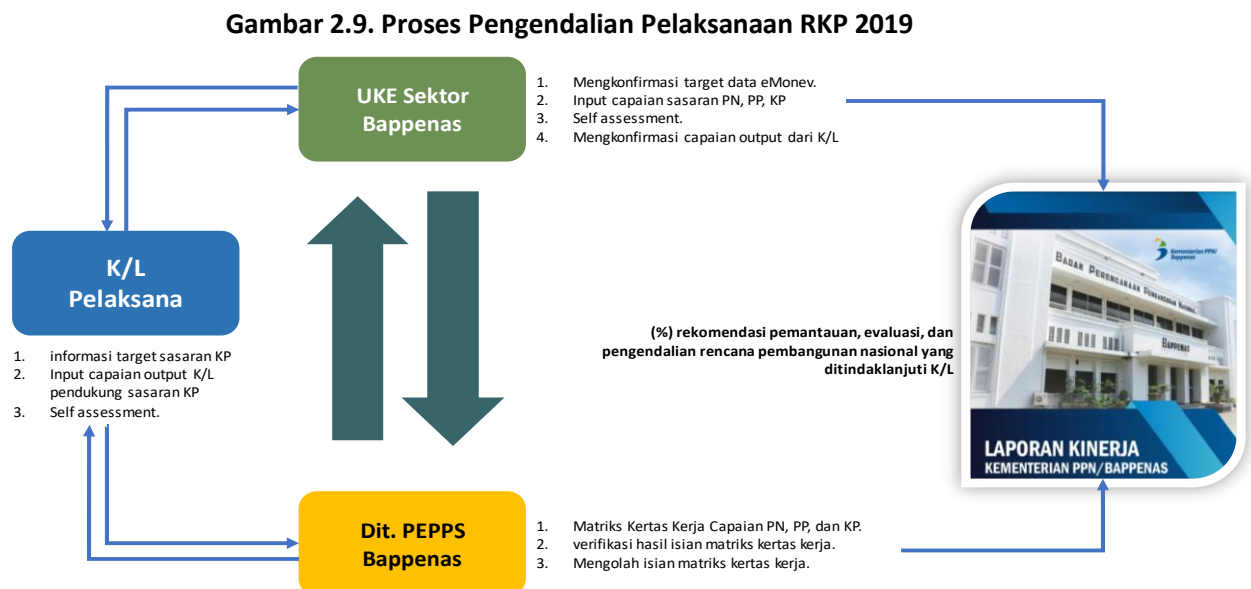 Gambar 2.9. Proses Pengendalian Pelaksanaan RKP 2019
UKE Sektor
Bappenas
1. Mengkonfirmasi target data eMonev.
2. Input capaian sasaran PN, PP, KP
3. Self assessment.
4. Mengkonfirmasi capaian output dari K/L
K/L
Pelaksana
1. informasi target sasaran KP
2. Input capaian output K/L
pendukung sasaran KP
3. Self assessment.
(%) rekomendasi pemantauan, evaluasi, dan
pengendalian rencana pembangunan nasional yang
ditindaklanjuti K/L
Kementerian PPN/
Bappenas
BADAN PERENCANAAN PEMBANGUNAN NASIONAL
BAPPENAS
LAPORAN KINERJA
KEMENTERIAN PPN/BAPPENAS
Dit. PEPPS
Bappenas
1. Matriks Kertas Kerja Capaian PN, PP, dan KP.
2. verifikasi hasil isian matriks kertas kerja.
3. Mengolah isian matriks kertas kerja.